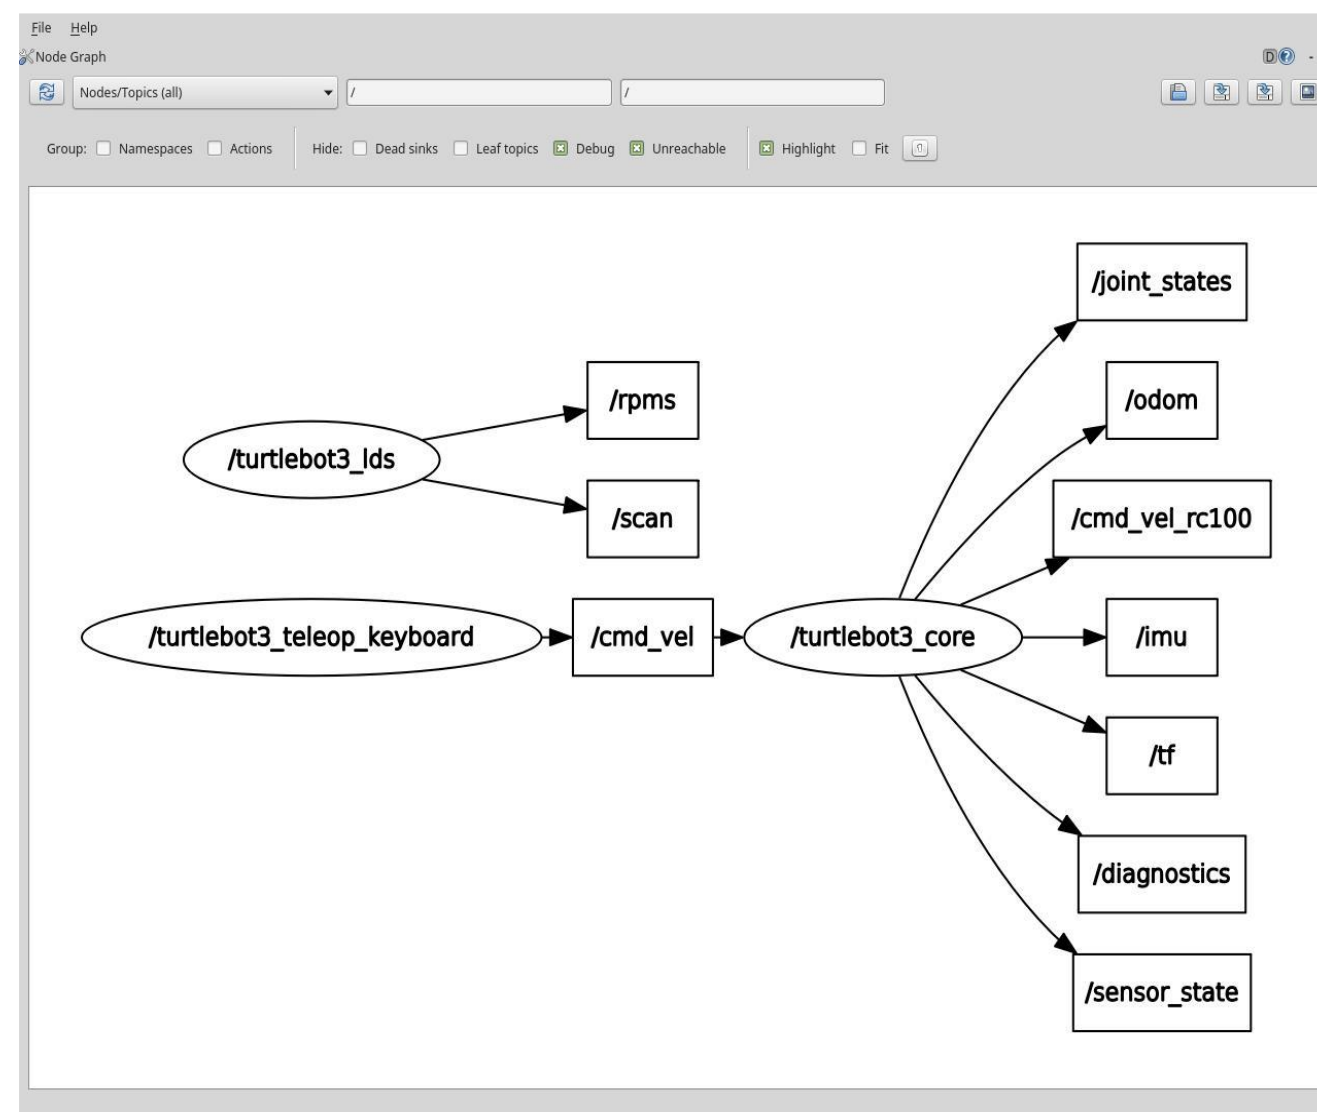 File Help
Node Graph D ? -
Nodes/Topics (all) / /
Group: Namespaces Actions Hide: Dead sinks Leaf topics Debug Unreachable Highlight Fit
/joint_states
/rpms /odom
/turtlebot3_lds
/scan /cmd_vel_rc100
/turtlebot3_teleop_keyboard /cmd_vel /turtlebot3_core /imu
/tf
/diagnostics
/sensor_state